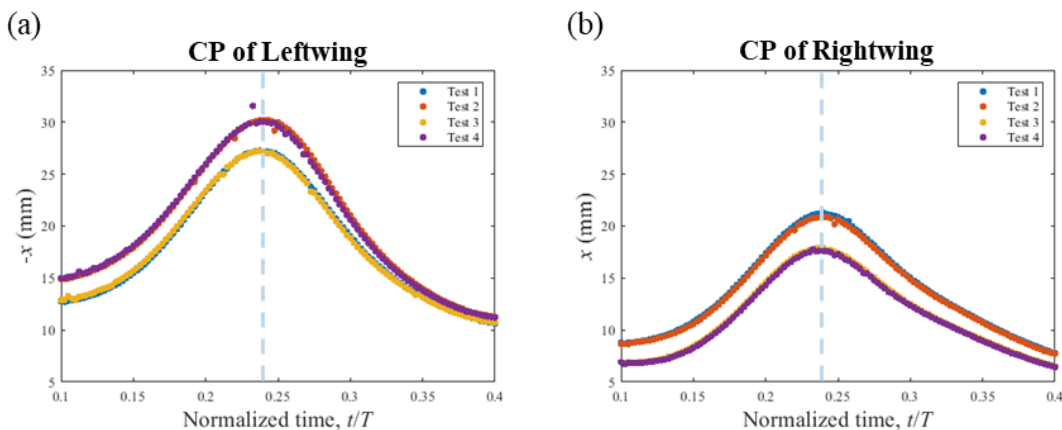 (a)
CP of Leftwing
35
30
25
20
15
10
5
-x (mm)
0.1 0.15 0.2 0.25 0.3 0.35 0.4
Normalized time, t/T
Test 1
Test 2
Test 3
Test 4
(b)
CP of Rightwing
35
30
25
20
15
10
5
x (mm)
0.1 0.15 0.2 0.25 0.3 0.35 0.4
Normalized time, t/T
Test 1
Test 2
Test 3
Test 4